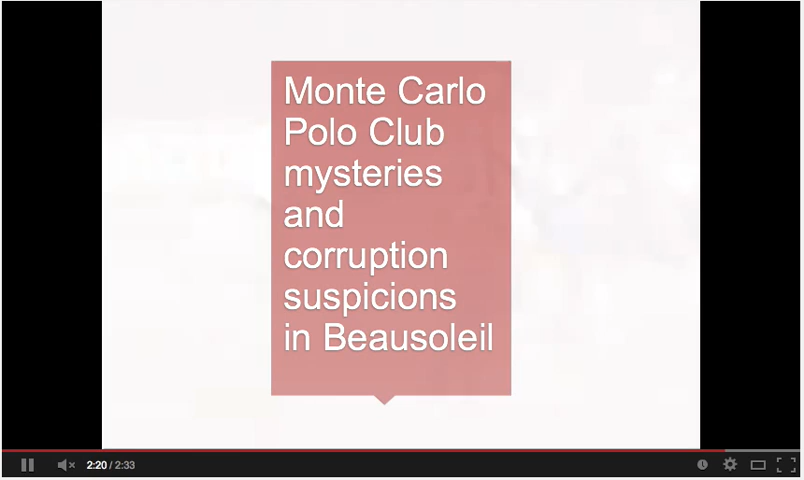 Monte Carlo
Polo Club
mysteries
and
corruption
suspicions
in Beausoleil
2:20 / 2:33